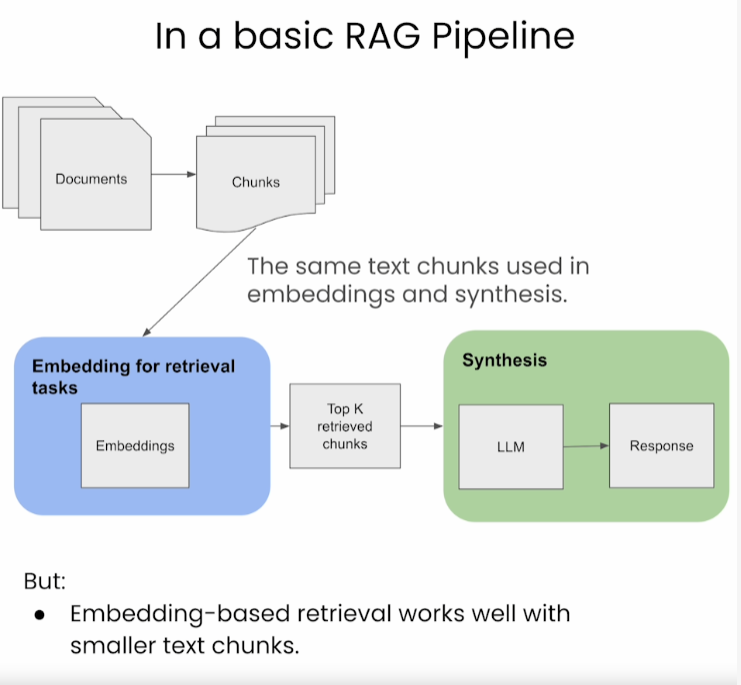 In a basic RAG Pipeline
Documents
Chunks
The same text chunks used in
embeddings and synthesis.
Embedding for retrieval
tasks
Embeddings
Top K
retrieved
chunks
Synthesis
LLM
Response
But:
● Embedding-based retrieval works well with
smaller text chunks.